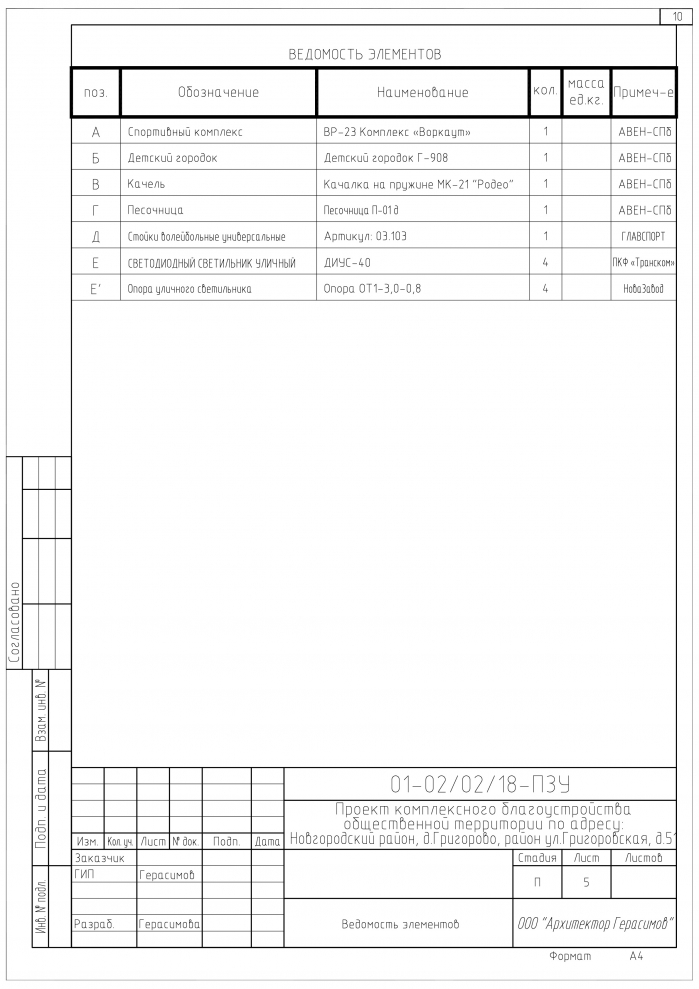 10
ВЕДОМОСТЬ ЭЛЕМЕНТОВ
поз. Обозначение Наименование кол. масса ед.кг. Примеч-е
А Спортивный комплекс ВР-23 Комплекс «Воркаут» 1 АВЕН-СПб
Б Детский городок Детский городок Г-908 1 АВЕН-СПб
В Качель Качалка на пружине МК-21 "Родео" 1 АВЕН-СПб
Г Песочница Песочница П-01д 1 АВЕН-СПб
Д Стойки волейбольные универсальные Артикул: 03.103 1 ГЛАВСПОРТ
Е СВЕТОДИОДНЫЙ СВЕТИЛЬНИК УЛИЧНЫЙ ДИУС-40 4 ПКФ «Транском»
Е' Опора уличного светильника Опора ОТ1-3,0-0,8 4 НоваЗавод
Согласовано
Взам. инв. №
Подп. и дата
Инв. № подл.
01-02/02/18-ПЗУ
Проект комплексного благоустройства
общественной территории по адресу:
Новгородский район, д.Григорово, район ул.Григоровская, д.51
Изм. Кол.уч. Лист № док. Подп. Дата
Заказчик
Стадия Лист Листов
ГИП Герасимов
П 5
Разраб. Герасимова
Ведомость элементов
ООО "Архитектор Герасимов"
Формат А4